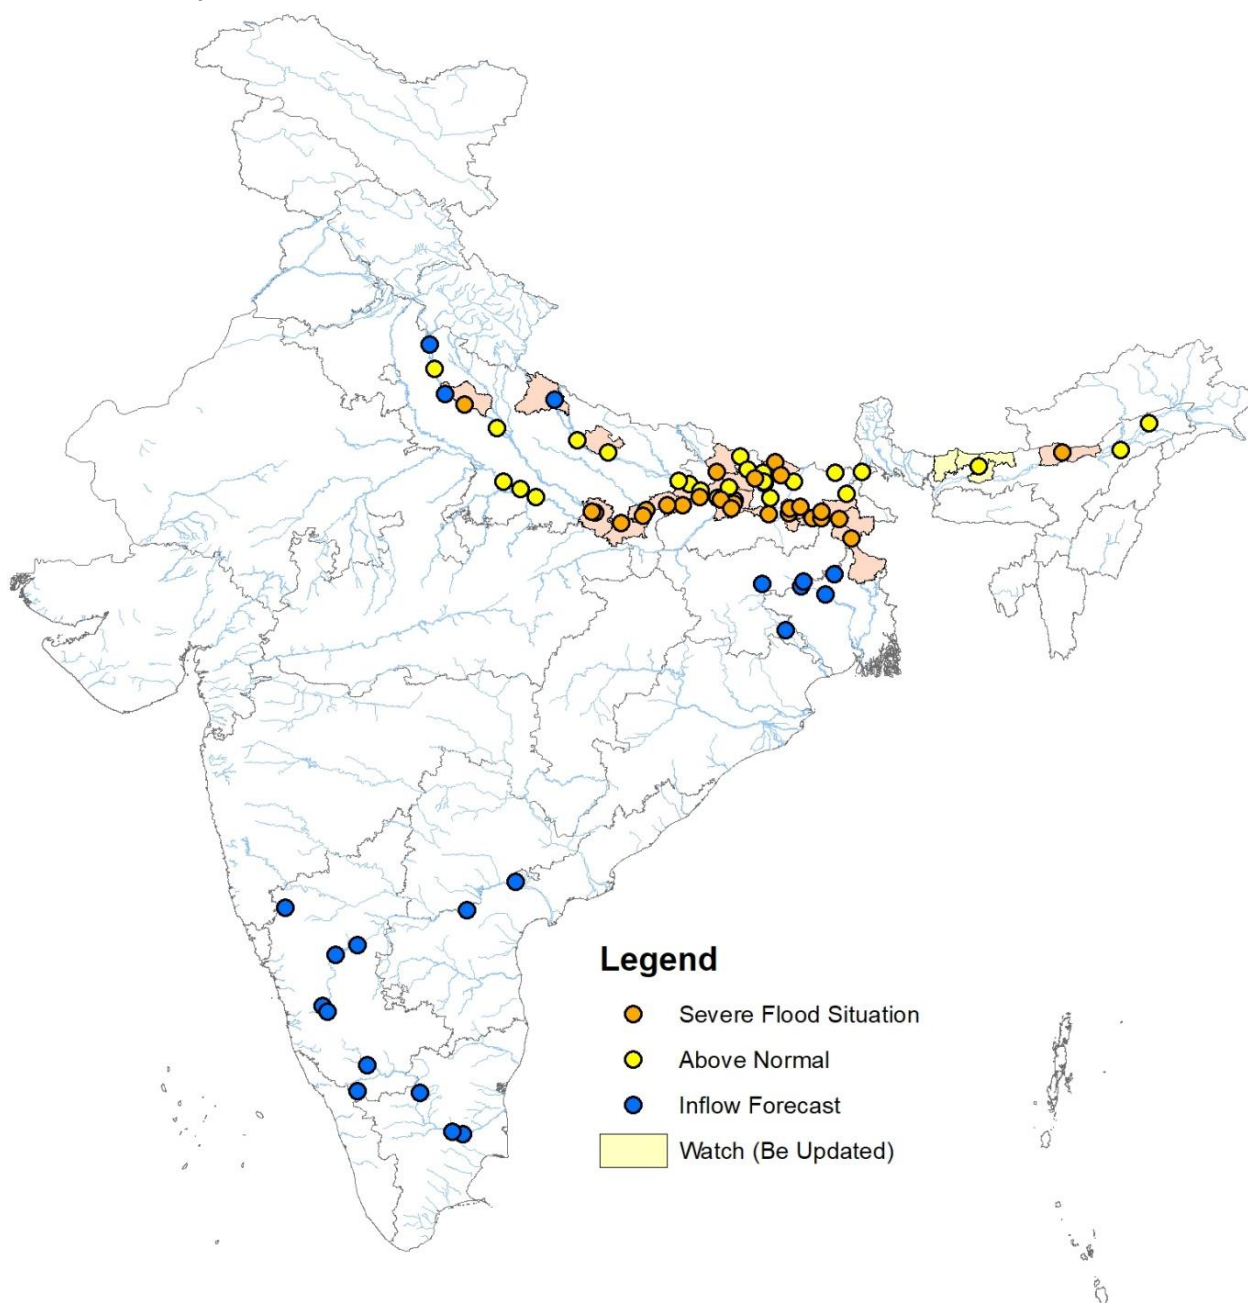 Legend
Severe Flood Situation
Above Normal
Inflow Forecast
Watch (Be Updated)